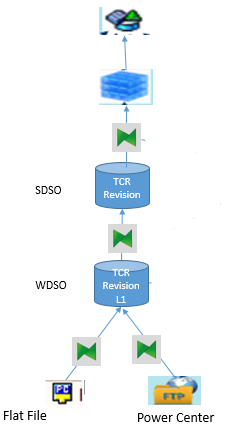 TCR
Revision
SDSO
TCR
Revision
L1
WDSO
PC
FTP
Flat File
Power Center